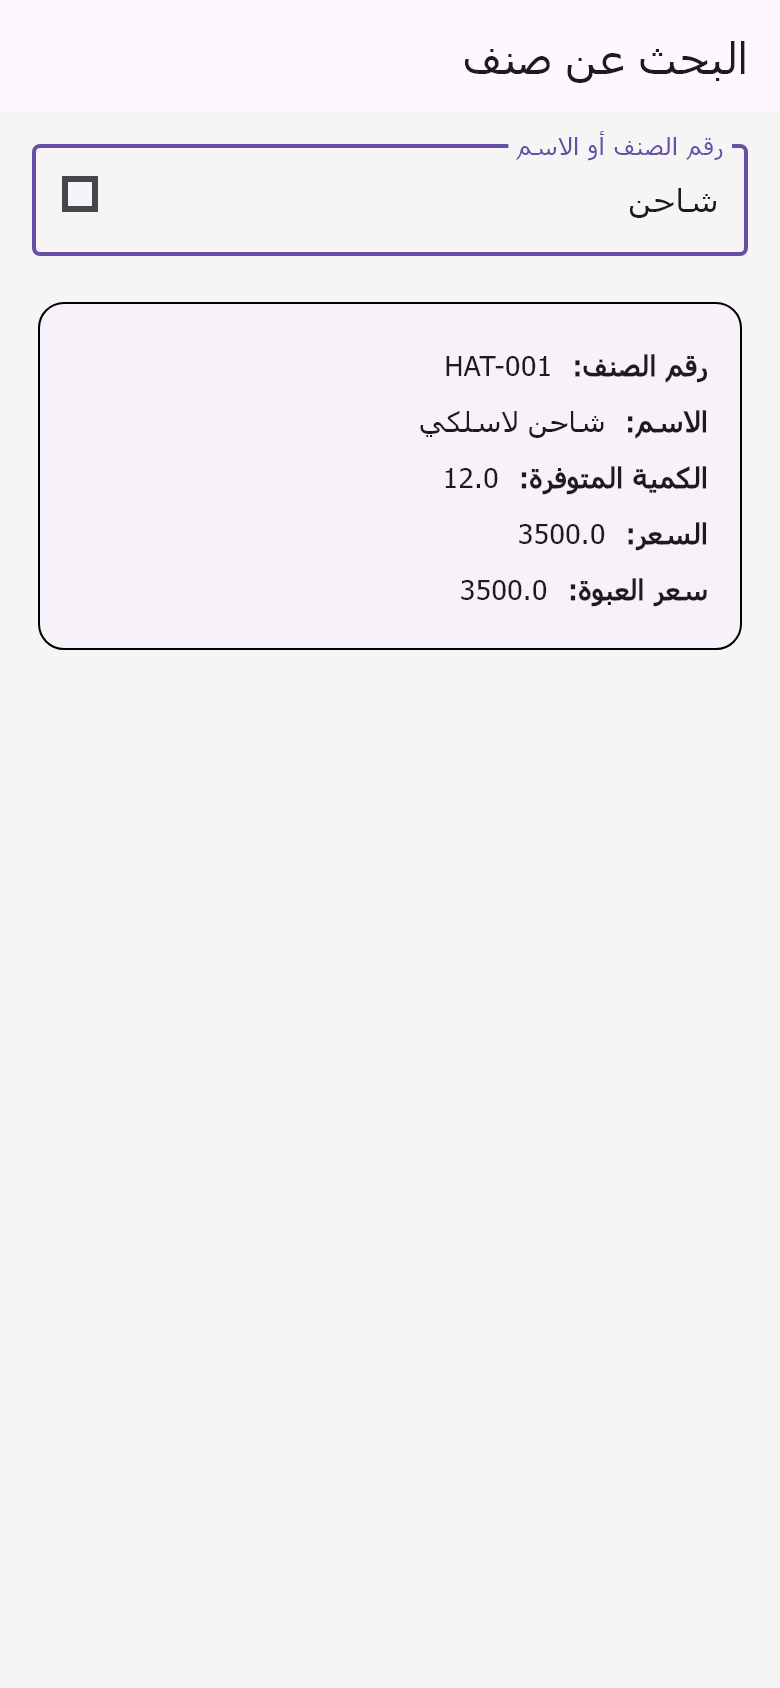 البحث عن صنف
رقم الصنف أو الاسم
شاحن
رقم الصنف: HAT-001
الاسم: شاحن لاسلكي
الكمية المتوفرة: 12.0
السعر: 3500.0
سعر العبوة: 3500.0